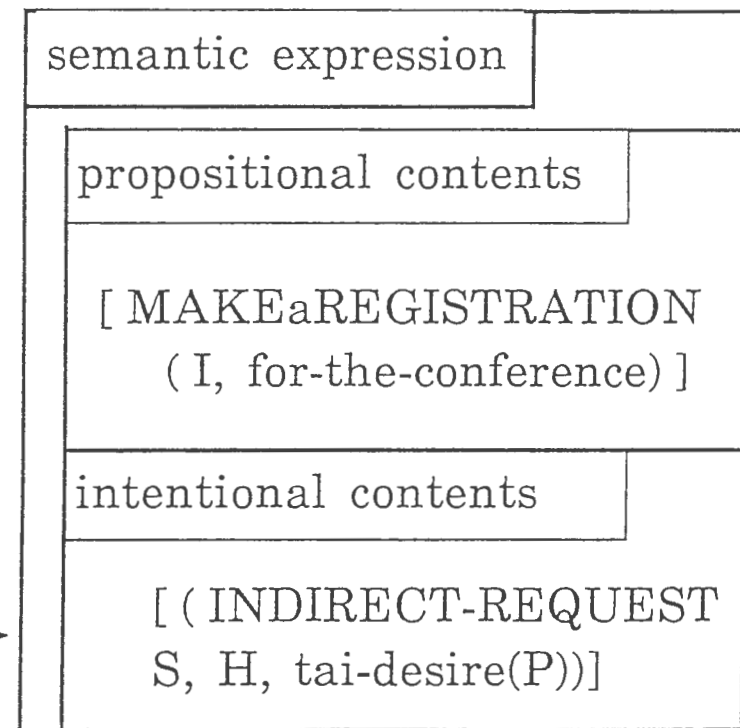 semantic expression
propositional contents
[ MAKEaREGISTRATION
( I, for-the-conference) ]
intentional contents
[ ( INDIRECT-REQUEST
S, H, tai-desire(P))]